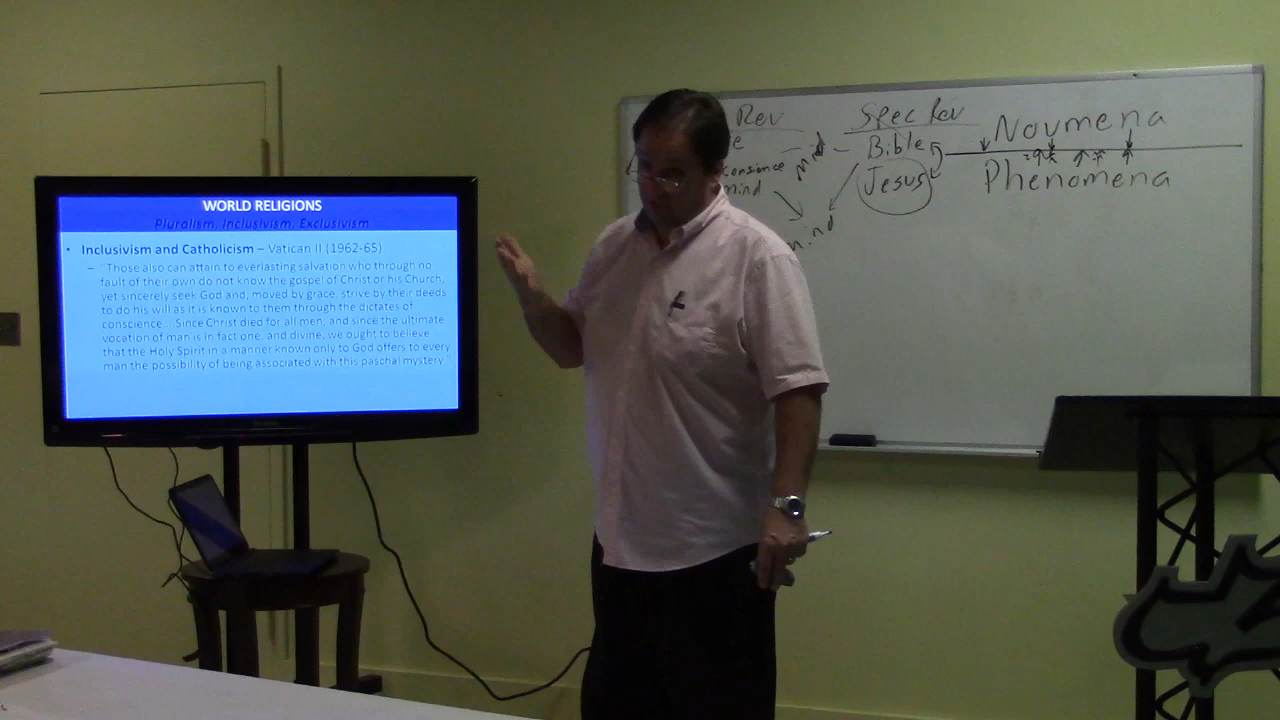 WORLD RELIGIONS
Pluralism, Inclusivism, Exclusivism
• Inclusivism and Catholicism – Vatican II (1962-65)
– "Those also can attain to everlasting salvation who through no
fault of their own do not know the gospel of Christ or his Church,
yet sincerely seek God and, moved by grace, strive by their deeds
to do his will as it is known to them through the dictates of
conscience... Since Christ died for all men, and since the ultimate
vocation of man is in fact one, and divine, we ought to believe
that the Holy Spirit in a manner known only to God offers to every
man the possibility of being associated with this paschal mystery"
Rev
consience
mind
mind
mind
Spec Rev
Bible
Jesus
Noumena
Phenomena